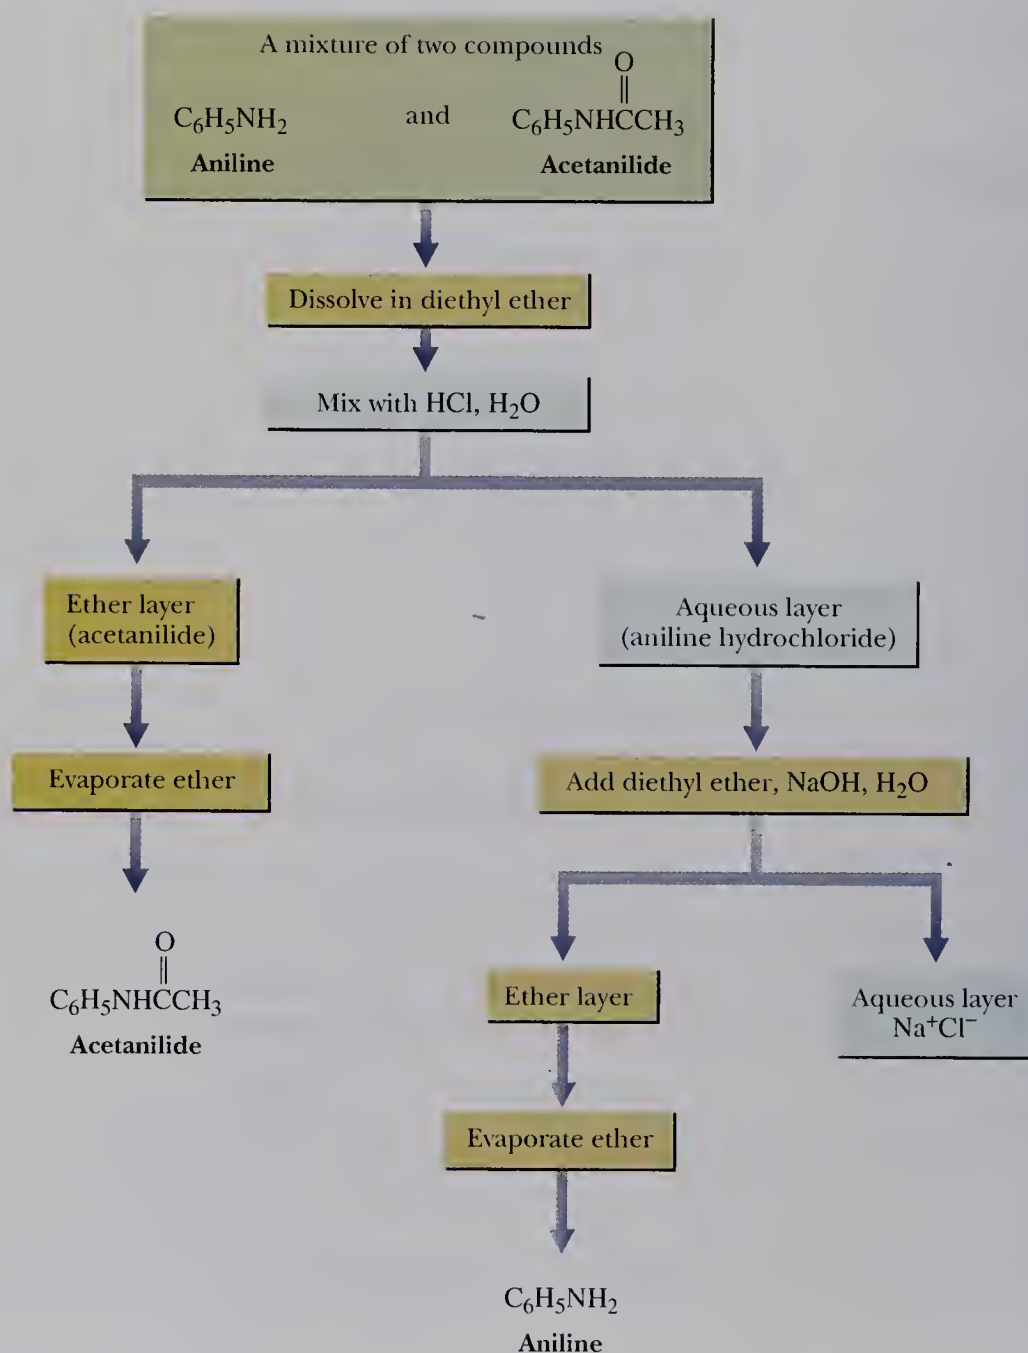 A mixture of two compounds
O
||
C₆H₅NH₂ and C₆H₅NHCCH₃
Aniline Acetanilide
Dissolve in diethyl ether
Mix with HCl, H₂O
Ether layer
(acetanilide)
Aqueous layer
(aniline hydrochloride)
Evaporate ether
Add diethyl ether, NaOH, H₂O
O
||
C₆H₅NHCCH₃
Acetanilide
Ether layer
Aqueous layer
Na⁺Cl⁻
Evaporate ether
C₆H₅NH₂
Aniline